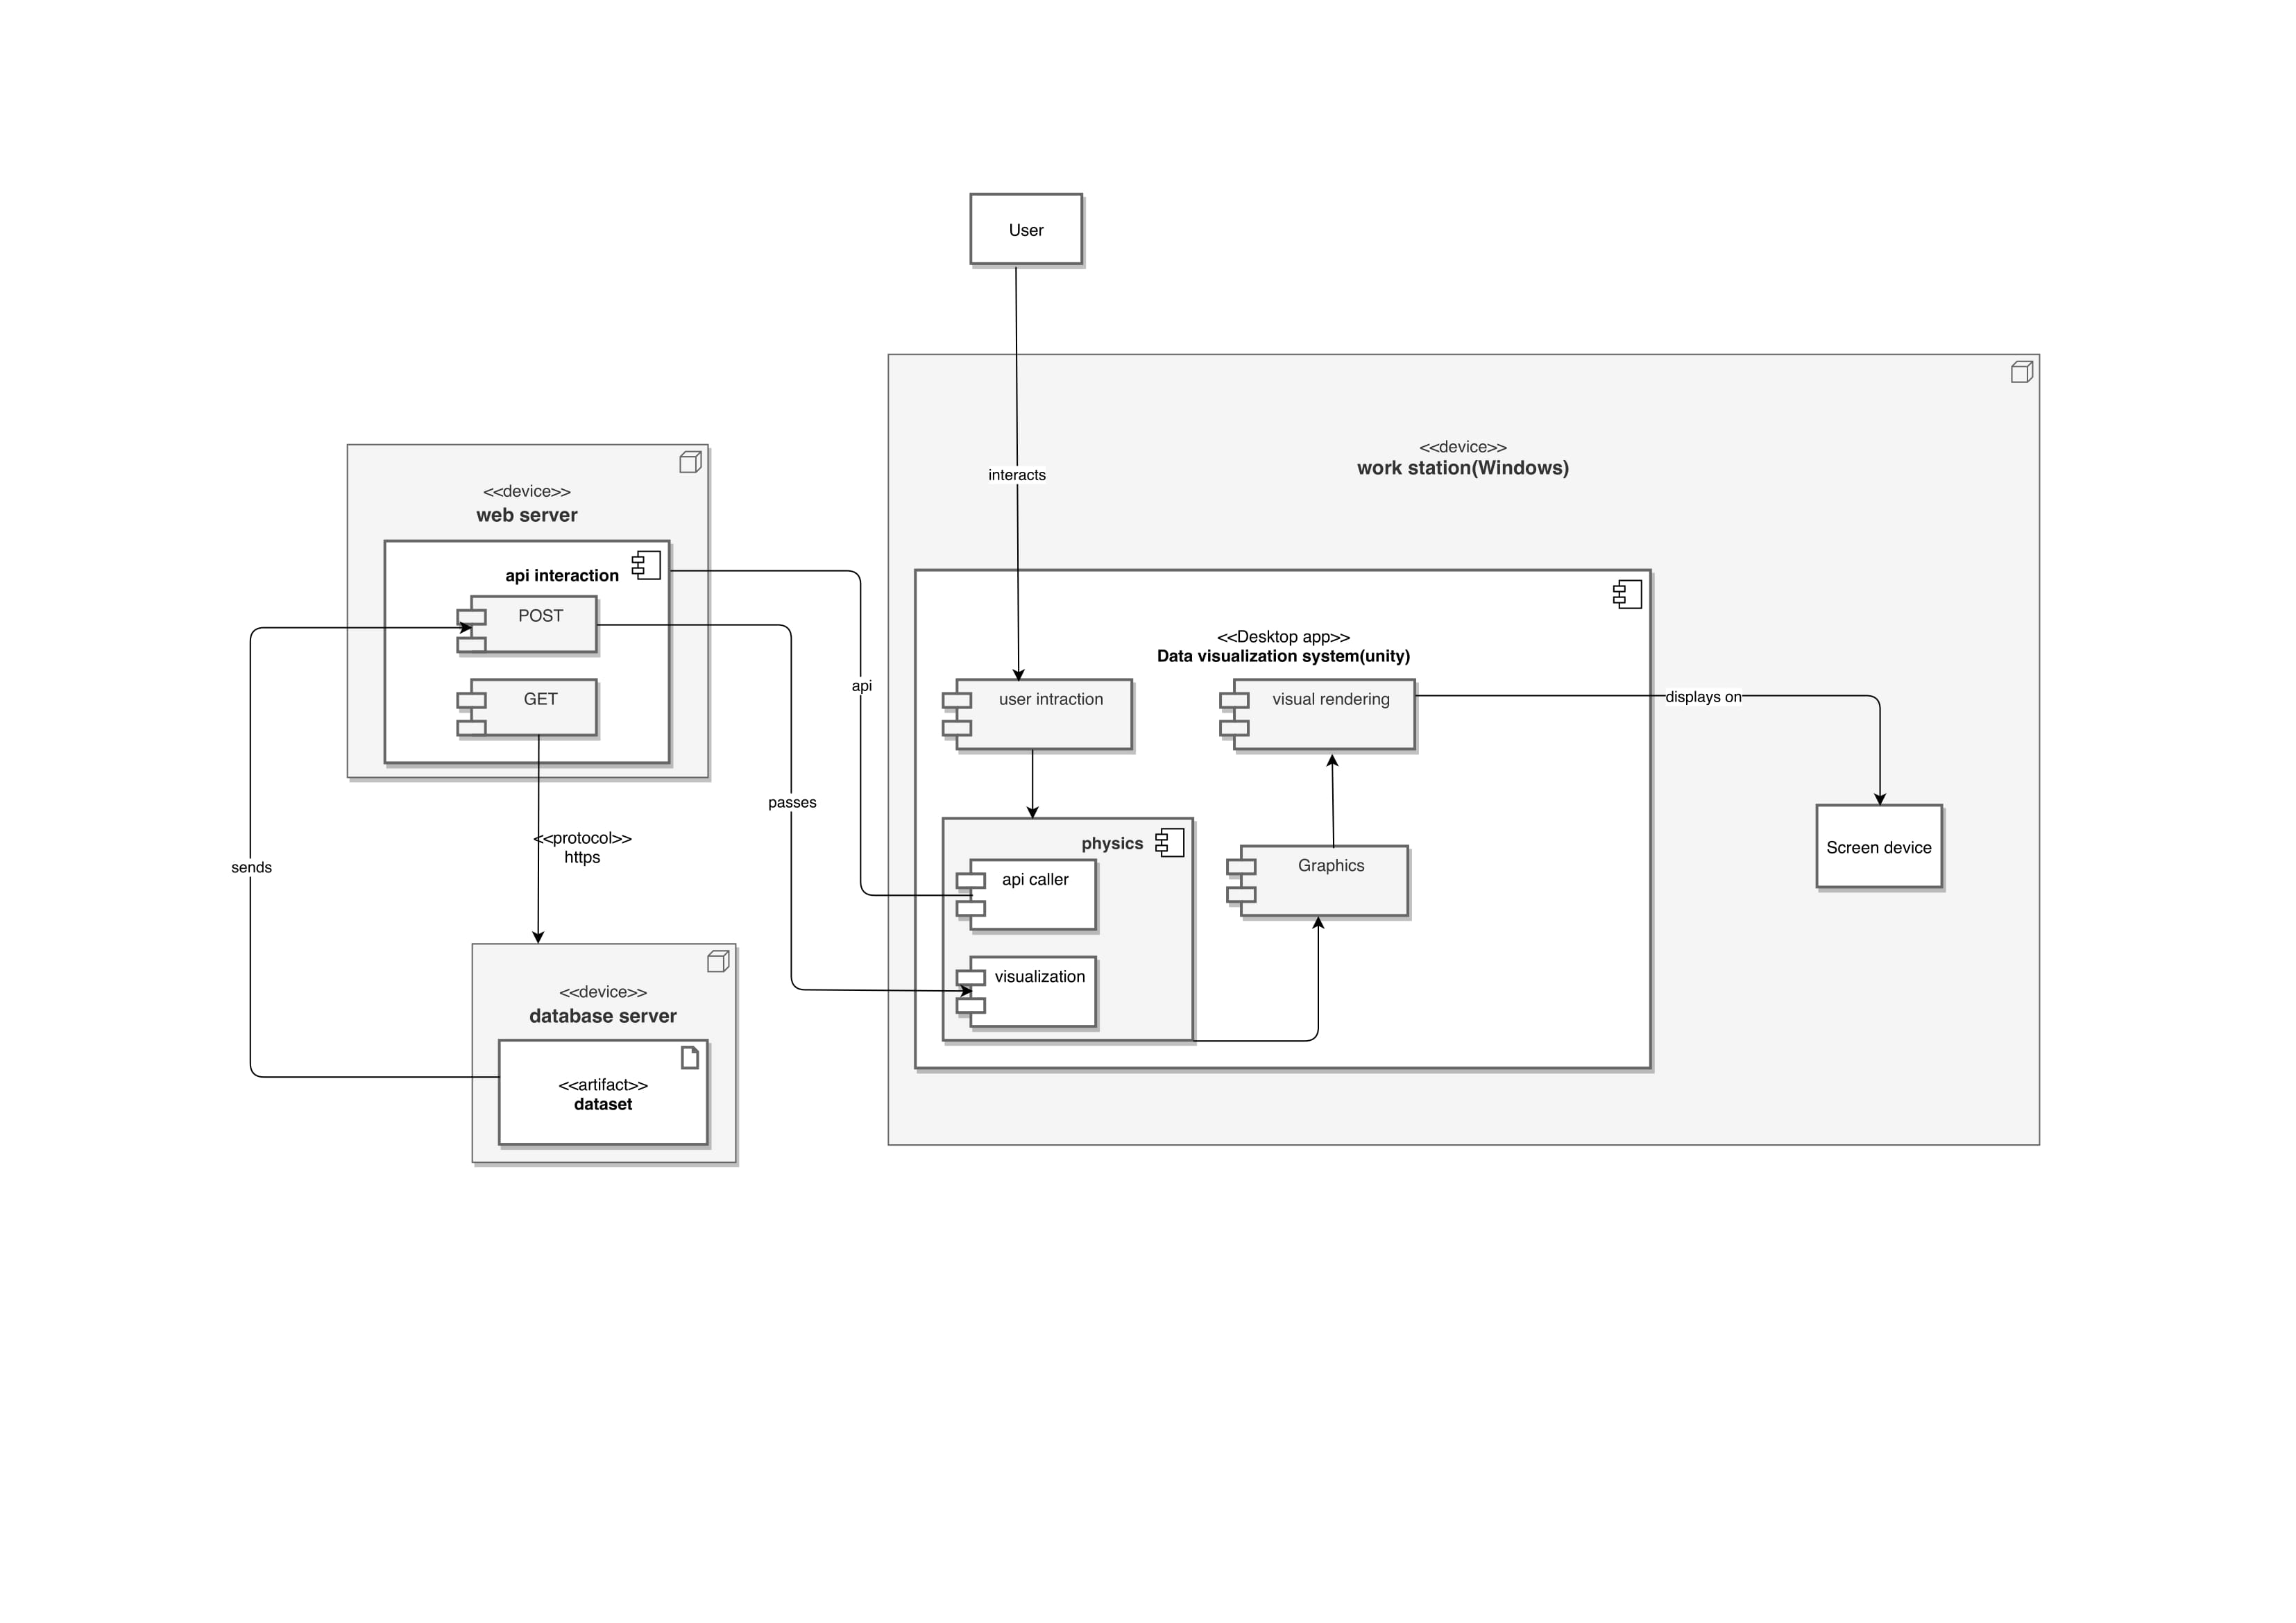 User
interacts
<<device>>
work station(Windows)
<<device>>
web server
api interaction
POST
GET
api
passes
sends
<<protocol>>
https
<<Desktop app>>
Data visualization system(unity)
user intraction
visual rendering
displays on
physics
api caller
visualization
Graphics
Screen device
<<device>>
database server
<<artifact>>
dataset